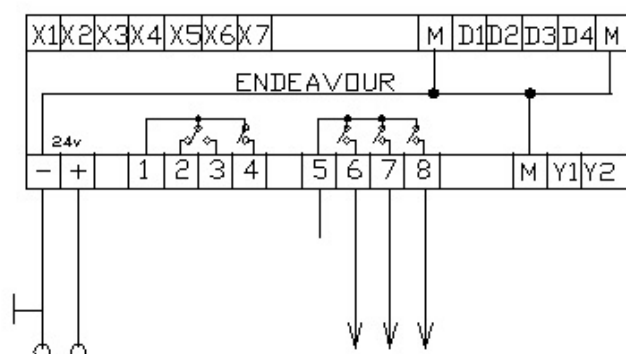 X1 X2 X3 X4 X5 X6 X7 M D1 D2 D3 D4 M
ENDEAVOUR
24v
- + 1 2 3 4 5 6 7 8 M Y1 Y2